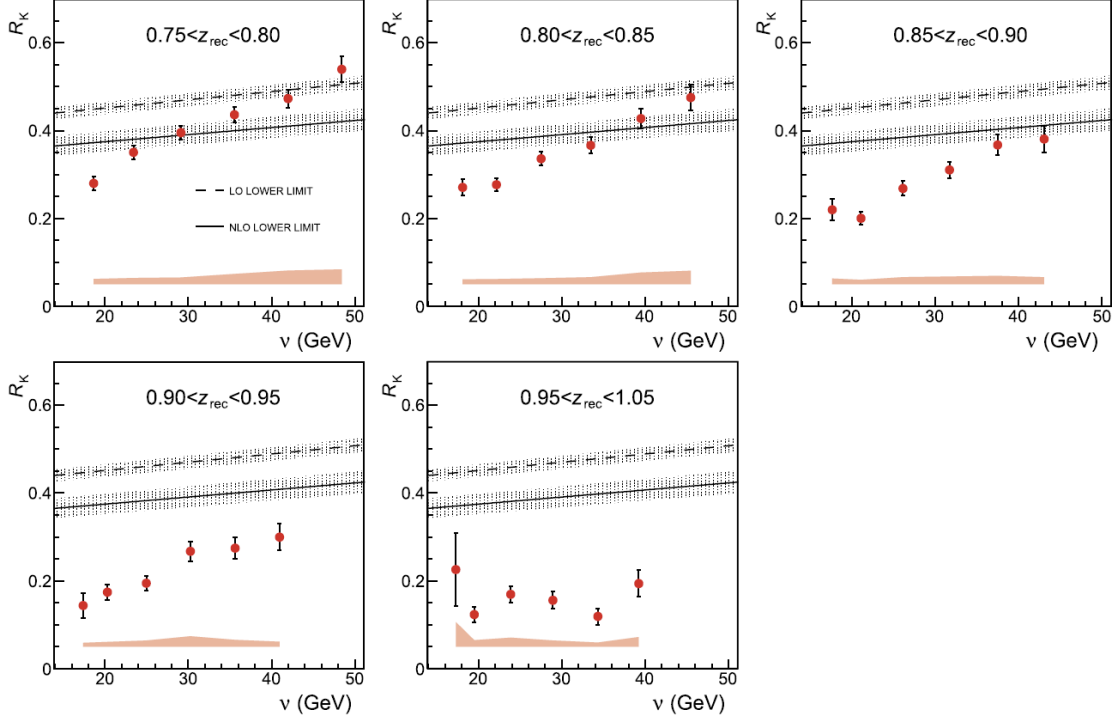 R_K
0.6
0.75<z_rec<0.80
0.4
LO LOWER LIMIT
0.2
NLO LOWER LIMIT
0
20 30 40 50
ν (GeV)
R_K
0.6
0.80<z_rec<0.85
0.4
0.2
0
20 30 40 50
ν (GeV)
R_K
0.6
0.85<z_rec<0.90
0.4
0.2
0
20 30 40 50
ν (GeV)
R_K
0.6
0.90<z_rec<0.95
0.4
0.2
0
20 30 40 50
ν (GeV)
R_K
0.6
0.95<z_rec<1.05
0.4
0.2
0
20 30 40 50
ν (GeV)